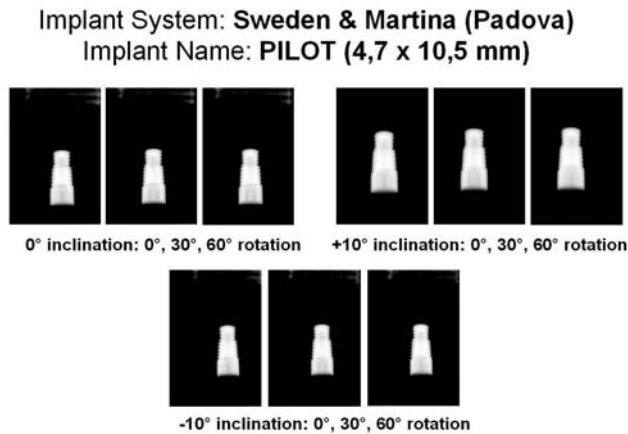 Implant System: Sweden & Martina (Padova)
Implant Name: PILOT (4,7 x 10,5 mm)
0° inclination: 0°, 30°, 60° rotation
+10° inclination: 0°, 30°, 60° rotation
-10° inclination: 0°, 30°, 60° rotation